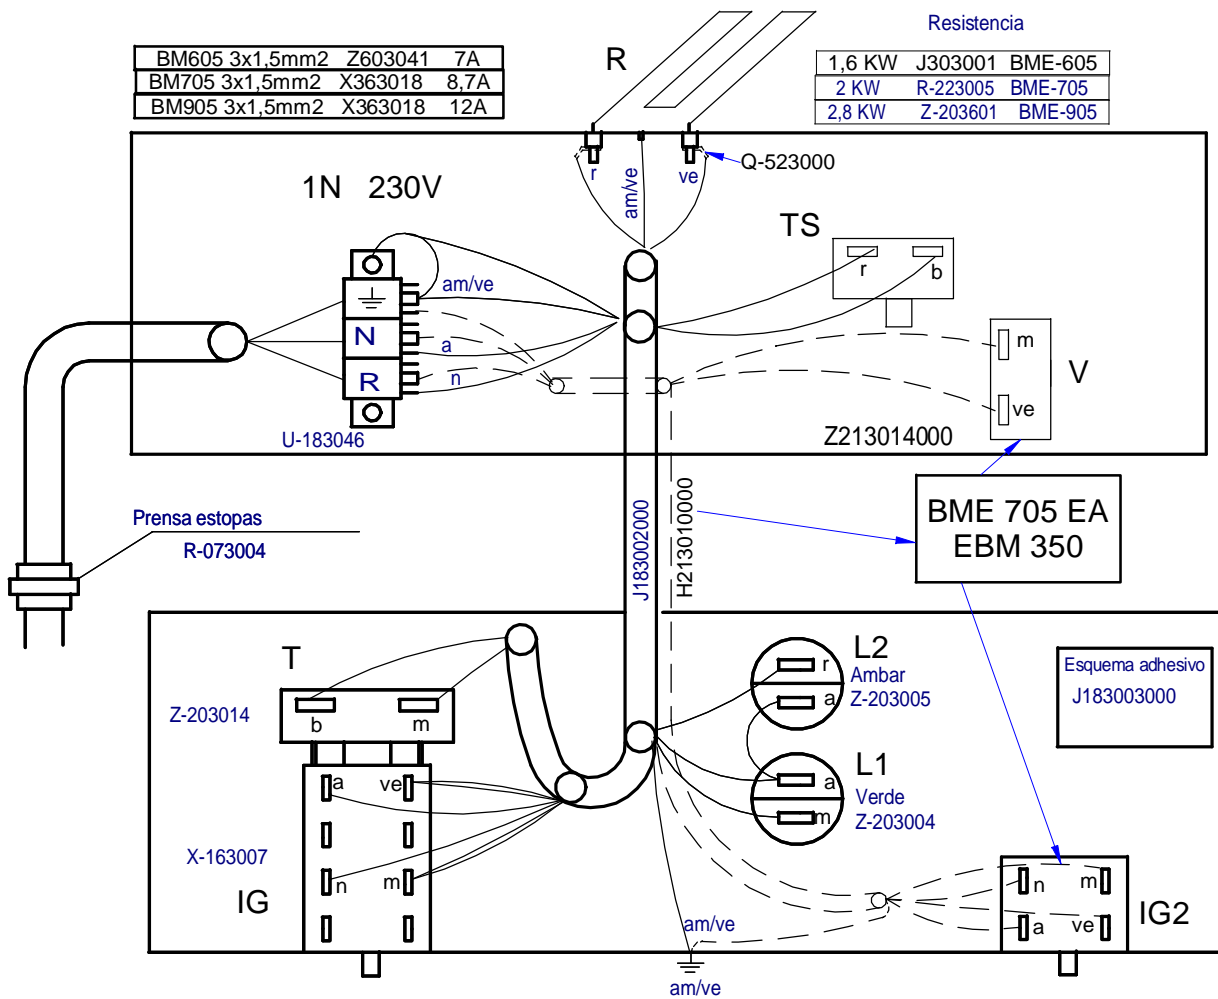 BM605 3x1,5mm2 Z603041 7A
BM705 3x1,5mm2 X363018 8,7A
BM905 3x1,5mm2 X363018 12A
R
Resistencia
1,6 KW J303001 BME-605
2 KW R-223005 BME-705
2,8 KW Z-203601 BME-905
1N 230V
r
am/ve
ve
Q-523000
TS
r
b
am/ve
N
a
R
n
U-183046
m
V
ve
Z213014000
Prensa estopas
R-073004
J183002000
H213010000
BME 705 EA
EBM 350
T
Z-203014
b
m
a
ve
X-163007
n
m
IG
L2
r
Ambar
a
Z-203005
L1
a
Verde
m
Z-203004
Esquema adhesivo
J183003000
n
m
a
ve
IG2
am/ve
am/ve